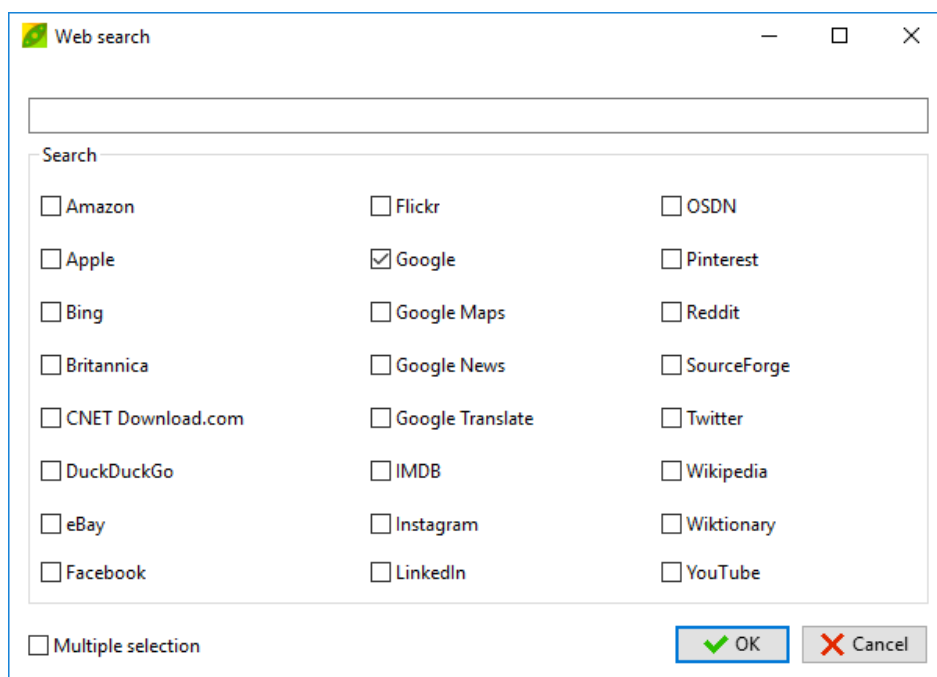 Web search
Search
Amazon Flickr OSDN
Apple Google Pinterest
Bing Google Maps Reddit
Britannica Google News SourceForge
CNET Download.com Google Translate Twitter
DuckDuckGo IMDB Wikipedia
eBay Instagram Wiktionary
Facebook LinkedIn YouTube
Multiple selection OK Cancel